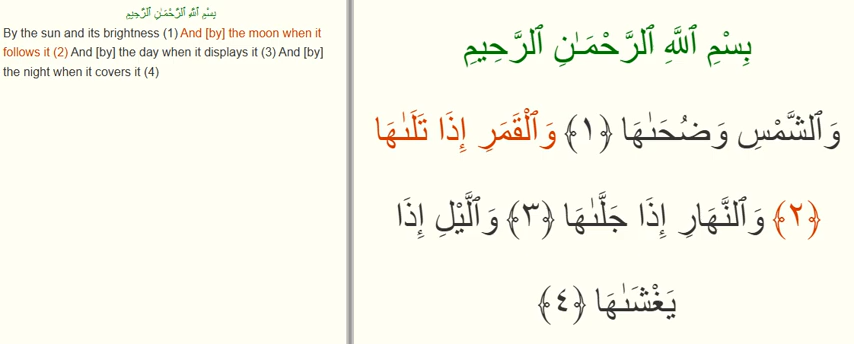 بِسْمِ ٱللَّهِ ٱلرَّحْمَـٰنِ ٱلرَّحِيمِ
By the sun and its brightness (1) And [by] the moon when it
follows it (2) And [by] the day when it displays it (3) And [by]
the night when it covers it (4)
بِسْمِ ٱللَّهِ ٱلرَّحْمَـٰنِ ٱلرَّحِيمِ
وَٱلشَّمْسِ وَضُحَىٰهَا ﴿١﴾ وَٱلْقَمَرِ إِذَا تَلَىٰهَا
﴿٢﴾ وَٱلنَّهَارِ إِذَا جَلَّىٰهَا ﴿٣﴾ وَٱلَّيْلِ إِذَا
يَغْشَىٰهَا ﴿٤﴾